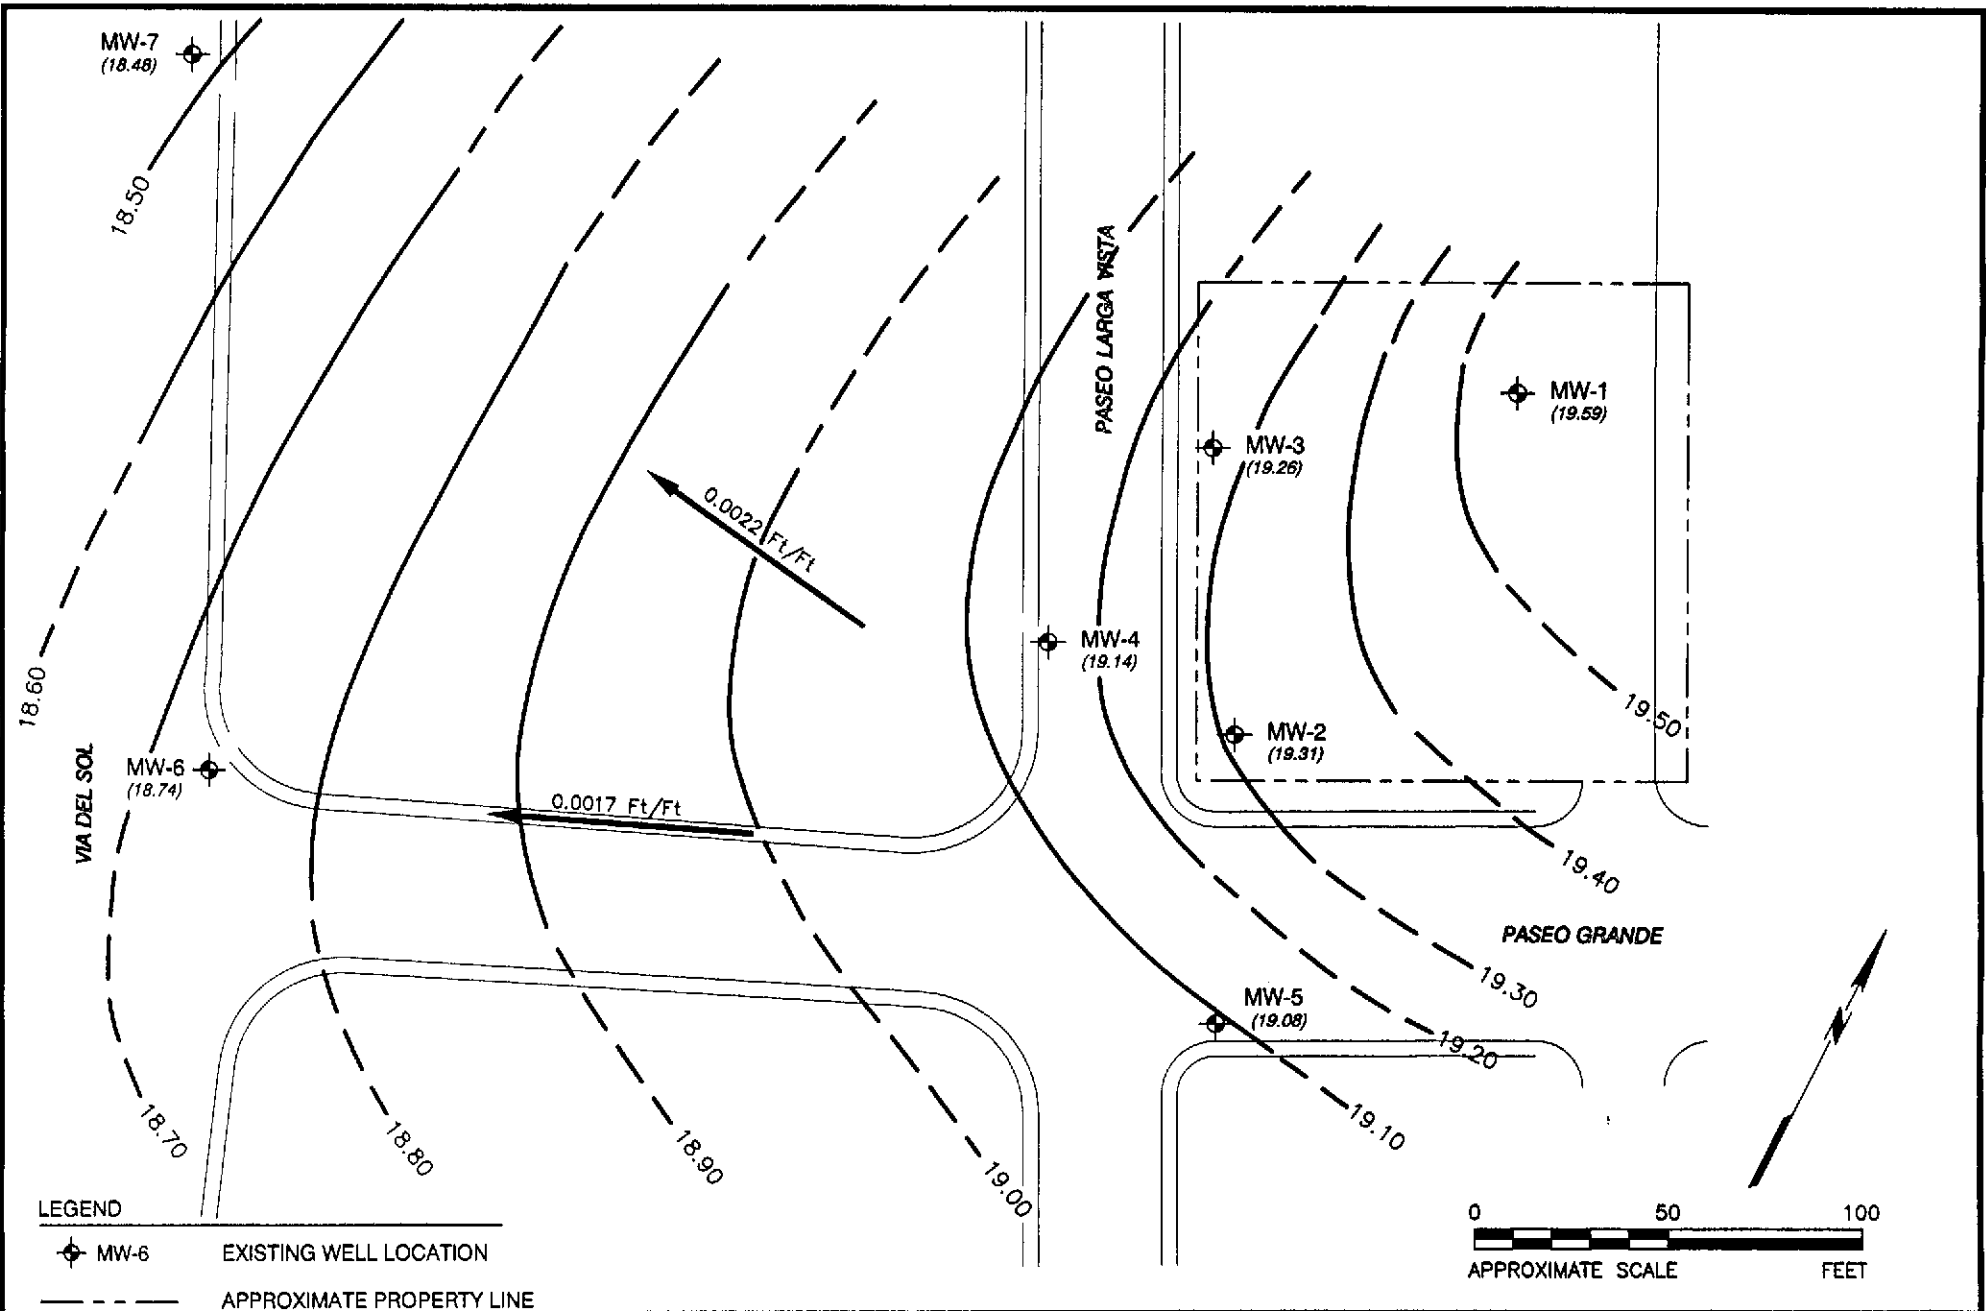 MW-7
(18.48)
18.50
PASEO LARGA VISTA
MW-1
(19.59)
MW-3
(19.26)
0.0022 Ft/Ft
MW-4
(19.14)
18.60
19.50
MW-2
(19.31)
MW-6
(18.74)
VIA DEL SOL
0.0017 Ft/Ft
19.40
PASEO GRANDE
19.30
MW-5
(19.08)
19.20
18.70
18.80
18.90
19.00
19.10
LEGEND
MW-6 EXISTING WELL LOCATION
APPROXIMATE PROPERTY LINE
0 50 100
APPROXIMATE SCALE FEET